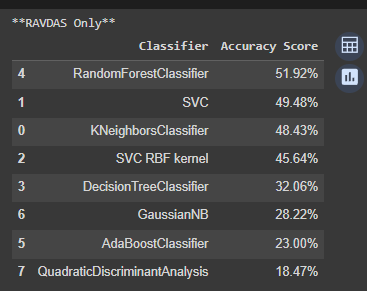 **RAVDAS Only**
Classifier Accuracy Score
4 RandomForestClassifier 51.92%
1 SVC 49.48%
0 KNeighborsClassifier 48.43%
2 SVC RBF kernel 45.64%
3 DecisionTreeClassifier 32.06%
6 GaussianNB 28.22%
5 AdaBoostClassifier 23.00%
7 QuadraticDiscriminantAnalysis 18.47%